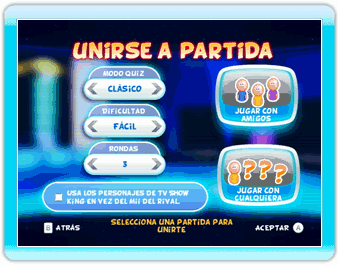 UNIRSE A PARTIDA
MODO QUIZ
CLÁSICO
DIFICULTAD
FÁCIL
RONDAS
3
USA LOS PERSONAJES DE TV SHOW
KING EN VEZ DEL MII DEL RIVAL.
JUGAR CON
AMIGOS
???
JUGAR CON
CUALQUIERA
SELECCIONA UNA PARTIDA PARA
UNIRTE
B ATRÁS
ACEPTAR A